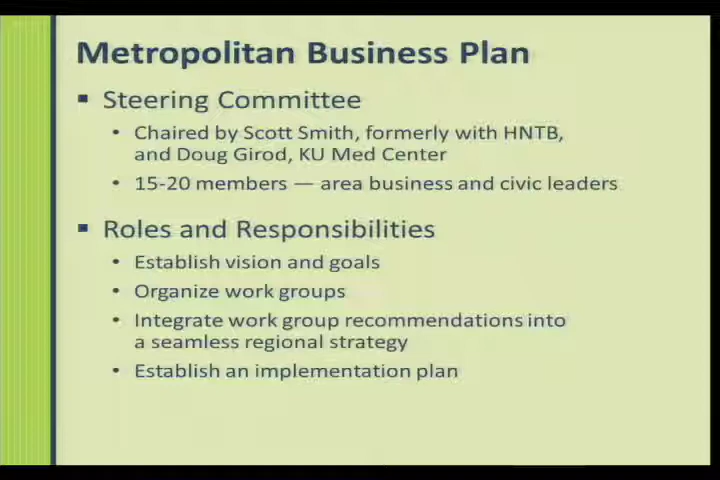 Metropolitan Business Plan
▪ Steering Committee
• Chaired by Scott Smith, formerly with HNTB,
and Doug Girod, KU Med Center
• 15-20 members — area business and civic leaders
▪ Roles and Responsibilities
• Establish vision and goals
• Organize work groups
• Integrate work group recommendations into
a seamless regional strategy
• Establish an implementation plan